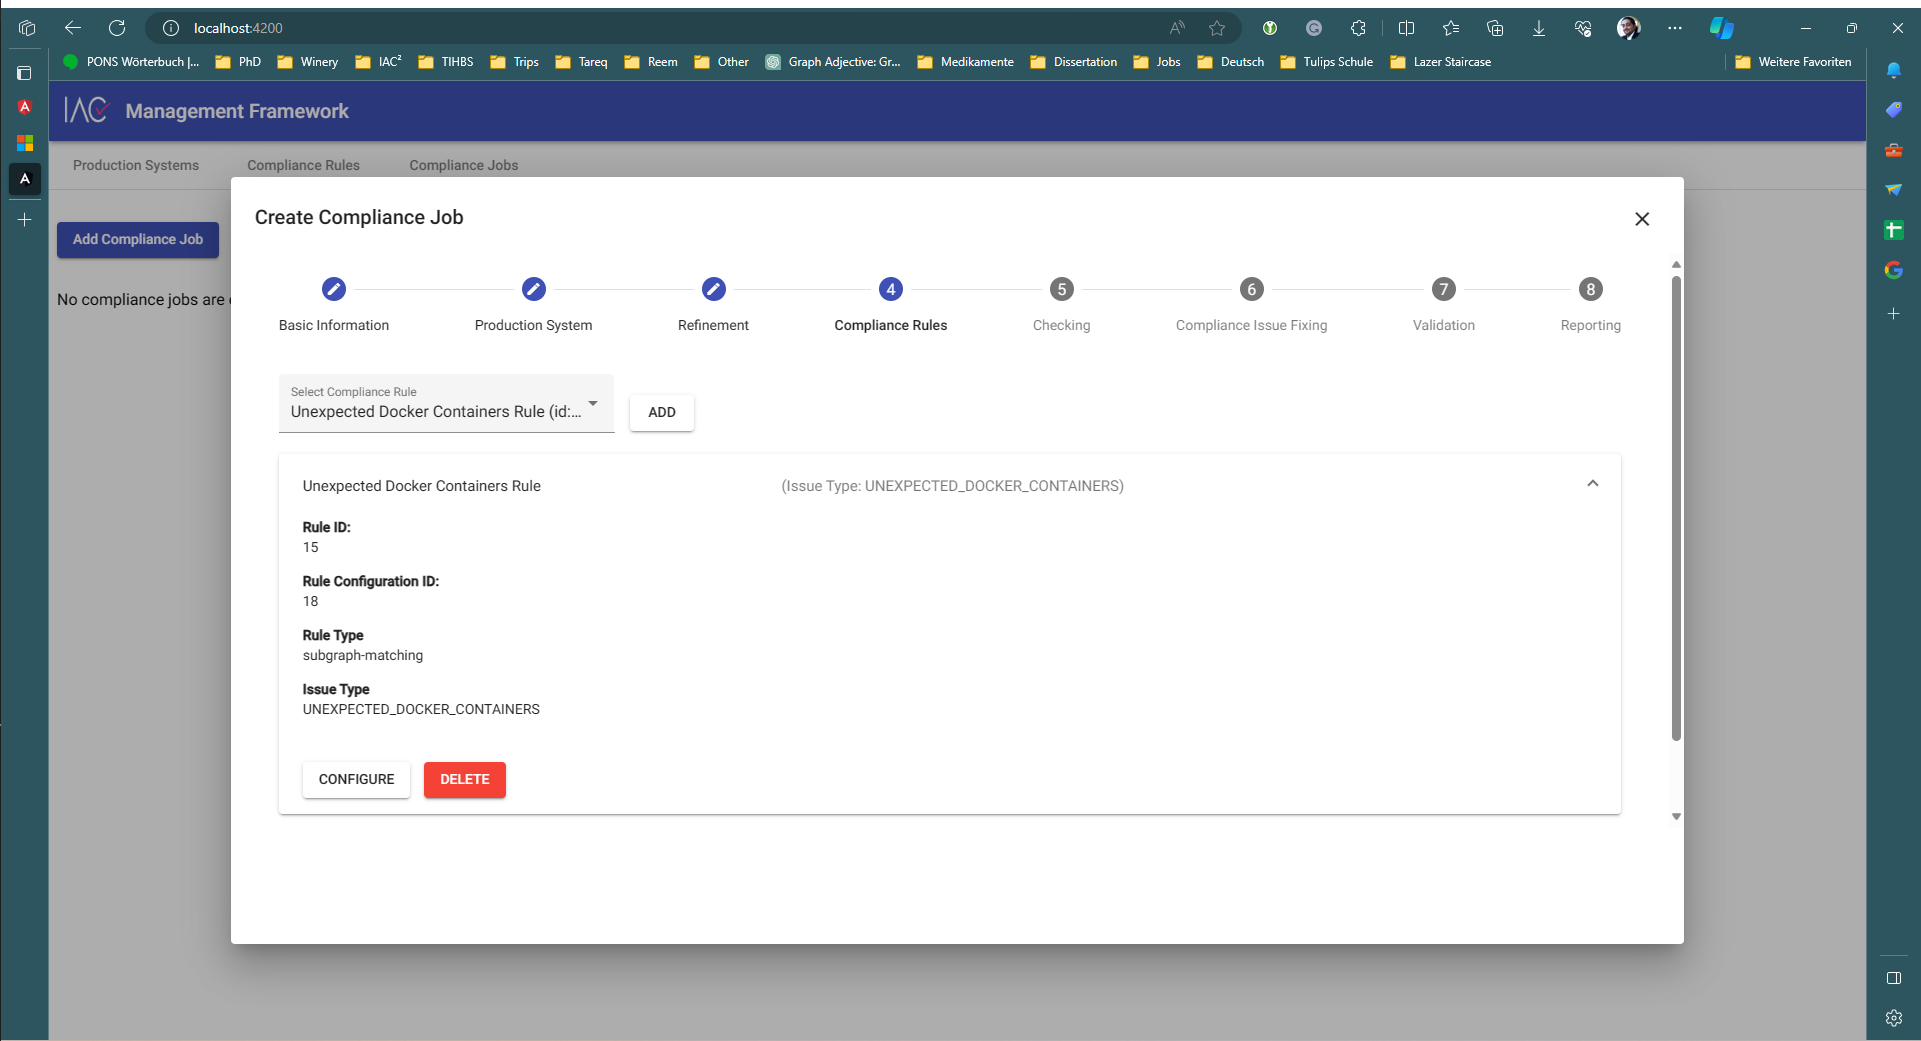 localhost:4200
PONS Wörterbuch |... PhD Winery IAC² TIHBS Trips Tareq Reem Other Graph Adjective: Gr... Medikamente Dissertation Jobs Deutsch Tulips Schule Lazer Staircase Weitere Favoriten
IAC Management Framework
Production Systems Compliance Rules Compliance Jobs
Create Compliance Job
Add Compliance Job
No compliance jobs are
4 5 6 7 8
Basic Information Production System Refinement Compliance Rules Checking Compliance Issue Fixing Validation Reporting
Select Compliance Rule
Unexpected Docker Containers Rule (id:...
ADD
Unexpected Docker Containers Rule (Issue Type: UNEXPECTED_DOCKER_CONTAINERS)
Rule ID:
15
Rule Configuration ID:
18
Rule Type
subgraph-matching
Issue Type
UNEXPECTED_DOCKER_CONTAINERS
CONFIGURE DELETE